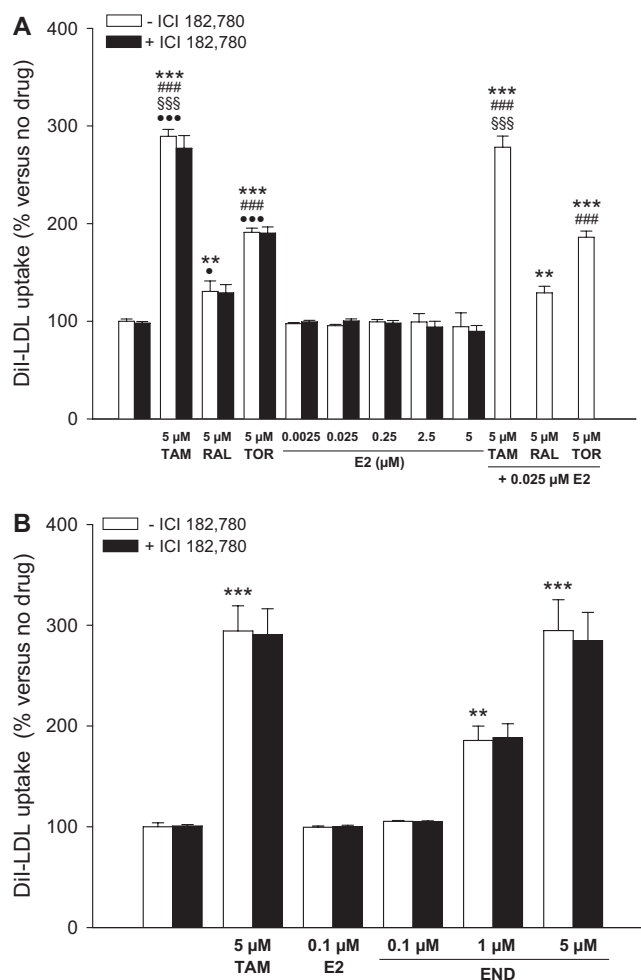 A
- ICI 182,780
+ ICI 182,780
DiI-LDL uptake (% versus no drug)
400
300
200
100
0
***
###
§§§
•••
**
•
***
###
•••
***
###
§§§
**
***
###
5 µM
TAM
5 µM
RAL
5 µM
TOR
0.0025 0.025 0.25 2.5 5
E2 (µM)
5 µM
TAM
5 µM
RAL
5 µM
TOR
+ 0.025 µM E2
B
- ICI 182,780
+ ICI 182,780
DiI-LDL uptake (% versus no drug)
400
300
200
100
0
***
**
***
5 µM
TAM
0.1 µM
E2
0.1 µM 1 µM 5 µM
END